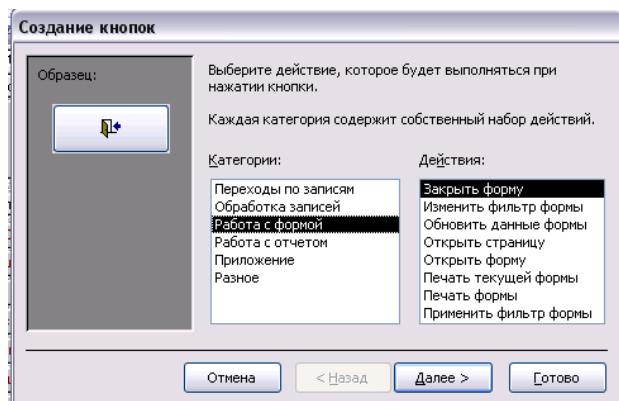 Создание кнопок
Образец:
Выберите действие, которое будет выполняться при
нажатии кнопки.
Каждая категория содержит собственный набор действий.
Категории:
Переходы по записям
Обработка записей
Работа с формой
Работа с отчетом
Приложение
Разное
Действия:
Закрыть форму
Изменить фильтр формы
Обновить данные формы
Открыть страницу
Открыть форму
Печать текущей формы
Печать формы
Применить фильтр формы
Отмена
< Назад
Далее >
Готово